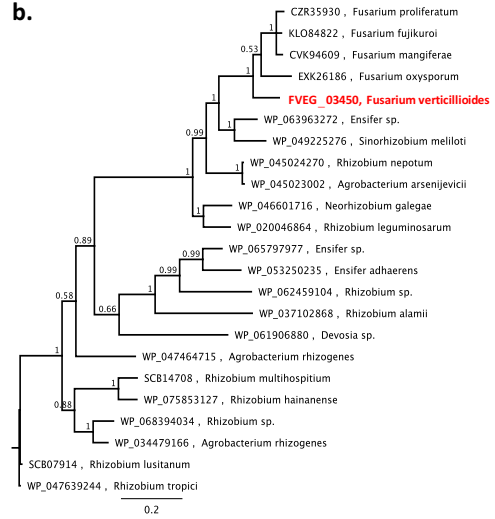 b.
CZR35930 , Fusarium proliferatum
1
KLO84822 , Fusarium fujikuroi
0.53
CVK94609 , Fusarium mangiferae
1
EXK26186 , Fusarium oxysporum
FVEG_03450, Fusarium verticillioides
1
WP_063963272 , Ensifer sp.
1
WP_049225276 , Sinorhizobium meliloti
0.99
WP_045024270 , Rhizobium nepotum
1
WP_045023002 , Agrobacterium arsenijevicii
1
WP_046601716 , Neorhizobium galegae
1
WP_020046864 , Rhizobium leguminosarum
0.89
WP_065797977 , Ensifer sp.
0.99
WP_053250235 , Ensifer adhaerens
0.99
WP_062459104 , Rhizobium sp.
1
WP_037102868 , Rhizobium alamii
0.66
WP_061906880 , Devosia sp.
0.58
WP_047464715 , Agrobacterium rhizogenes
1
SCB14708 , Rhizobium multihospitium
1
WP_075853127 , Rhizobium hainanense
0.88
WP_068394034 , Rhizobium sp.
1
WP_034479166 , Agrobacterium rhizogenes
SCB07914 , Rhizobium lusitanum
WP_047639244 , Rhizobium tropici
0.2